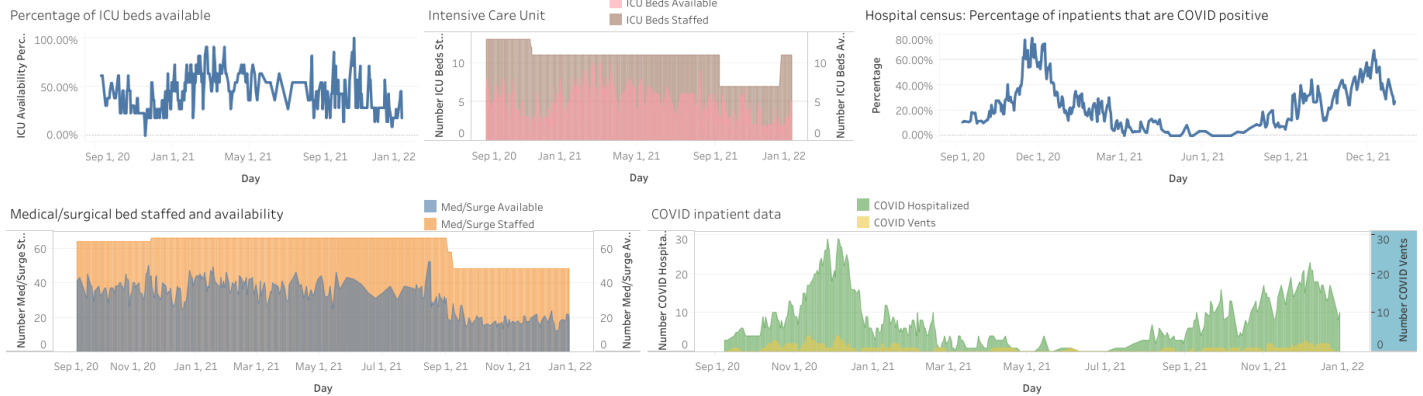 Percentage of ICU beds available
ICU Availability Perc..
100.00%
50.00%
0.00%
Sep 1, 20 Jan 1, 21 May 1, 21 Sep 1, 21 Jan 1, 22
Day
Intensive Care Unit
ICU Beds Available
ICU Beds Staffed
Number ICU Beds St..
10
5
0
10
5
0
Number ICU Beds Av..
Sep 1, 20 Jan 1, 21 May 1, 21 Sep 1, 21 Jan 1, 22
Day
Hospital census: Percentage of inpatients that are COVID positive
Percentage
80.00%
60.00%
40.00%
20.00%
0.00%
Sep 1, 20 Dec 1, 20 Mar 1, 21 Jun 1, 21 Sep 1, 21 Dec 1, 21
Day
Medical/surgical bed staffed and availability
Med/Surge Available
Med/Surge Staffed
Number Med/Surge St..
60
40
20
0
60
40
20
0
Number Med/Surge Av..
Sep 1, 20 Nov 1, 20 Jan 1, 21 Mar 1, 21 May 1, 21 Jul 1, 21 Sep 1, 21 Nov 1, 21 Jan 1, 22
Day
COVID inpatient data
COVID Hospitalized
COVID Vents
Number COVID Hospita..
30
20
10
0
30
20
10
0
Number COVID Vents
Sep 1, 20 Nov 1, 20 Jan 1, 21 Mar 1, 21 May 1, 21 Jul 1, 21 Sep 1, 21 Nov 1, 21 Jan 1, 22
Day